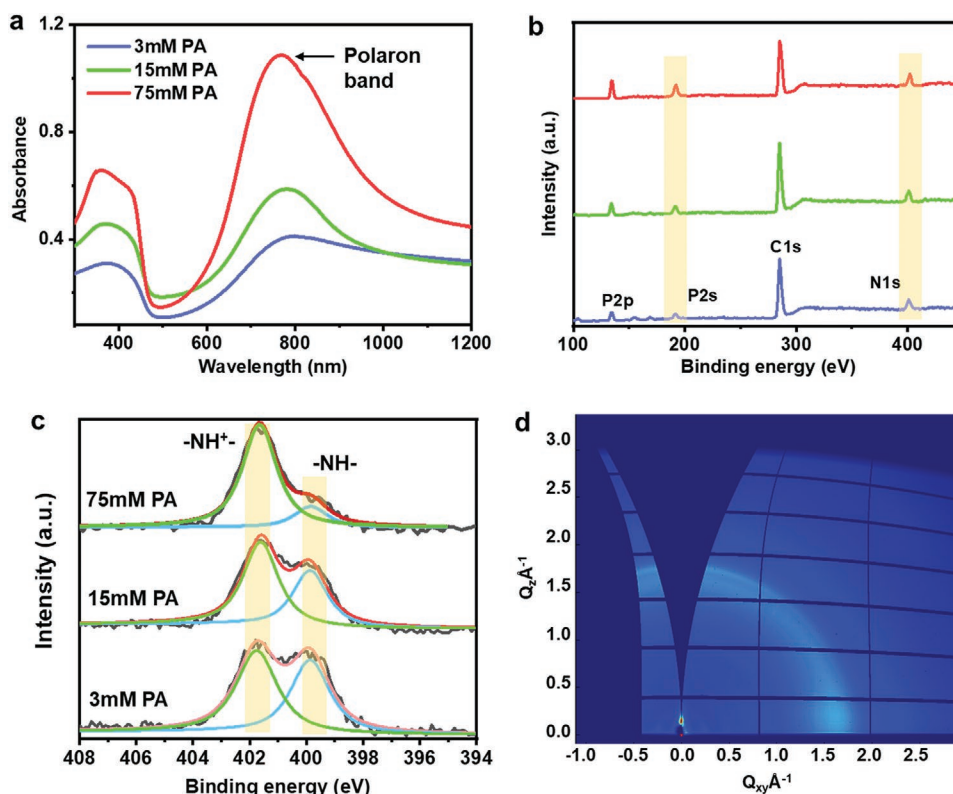 a
1.2
0.8
0.4
Absorbance
3mM PA
15mM PA
75mM PA
Polaron
band
400 600 800 1000 1200
Wavelength (nm)
b
Intensity (a.u.)
P2p
P2s
C1s
N1s
100 200 300 400
Binding energy (eV)
c
Intensity (a.u.)
-NH⁺-
-NH-
75mM PA
15mM PA
3mM PA
408 406 404 402 400 398 396 394
Binding energy (eV)
d
3.0
2.5
2.0
1.5
1.0
0.5
0.0
QzÅ⁻¹
-1.0 0.0 0.5 1.0 1.5 2.0 2.5
QxyÅ⁻¹